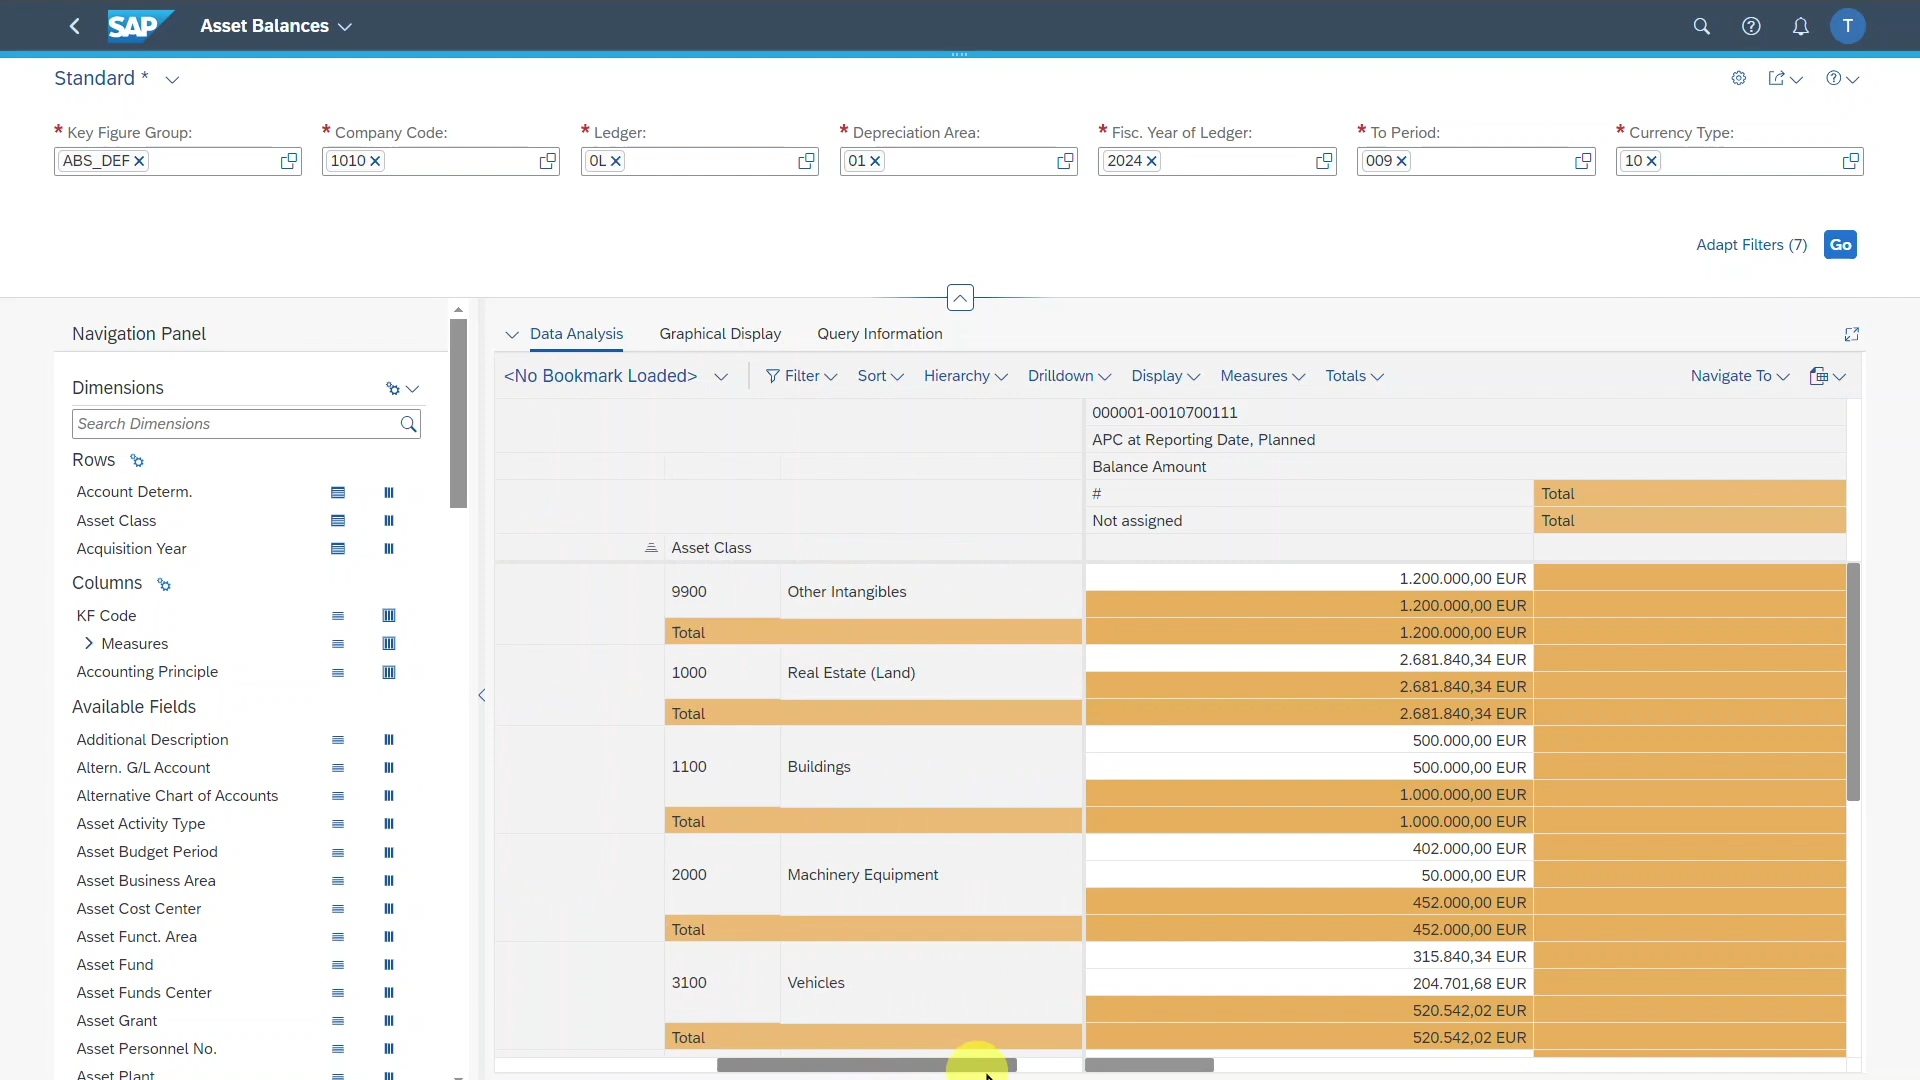 SAP Asset Balances T
Standard *
* Key Figure Group: * Company Code: * Ledger: * Depreciation Area: * Fisc. Year of Ledger: * To Period: * Currency Type:
ABS_DEF 1010 0L 01 2024 009 10
Adapt Filters (7) Go
Navigation Panel
Dimensions
Search Dimensions
Rows
Account Determ.
Asset Class
Acquisition Year
Columns
KF Code
Measures
Accounting Principle
Available Fields
Additional Description
Altern. G/L Account
Alternative Chart of Accounts
Asset Activity Type
Asset Budget Period
Asset Business Area
Asset Cost Center
Asset Funct. Area
Asset Fund
Asset Funds Center
Asset Grant
Asset Personnel No.
Asset Plant
Data Analysis Graphical Display Query Information
<No Bookmark Loaded> Filter Sort Hierarchy Drilldown Display Measures Totals Navigate To
000001-0010700111
APC at Reporting Date, Planned
Balance Amount
# Total
Not assigned Total
Asset Class
9900 Other Intangibles 1.200.000,00 EUR
1.200.000,00 EUR
Total 1.200.000,00 EUR
1000 Real Estate (Land) 2.681.840,34 EUR
2.681.840,34 EUR
Total 2.681.840,34 EUR
1100 Buildings 500.000,00 EUR
500.000,00 EUR
1.000.000,00 EUR
Total 1.000.000,00 EUR
2000 Machinery Equipment 402.000,00 EUR
50.000,00 EUR
452.000,00 EUR
Total 452.000,00 EUR
3100 Vehicles 315.840,34 EUR
204.701,68 EUR
520.542,02 EUR
Total 520.542,02 EUR